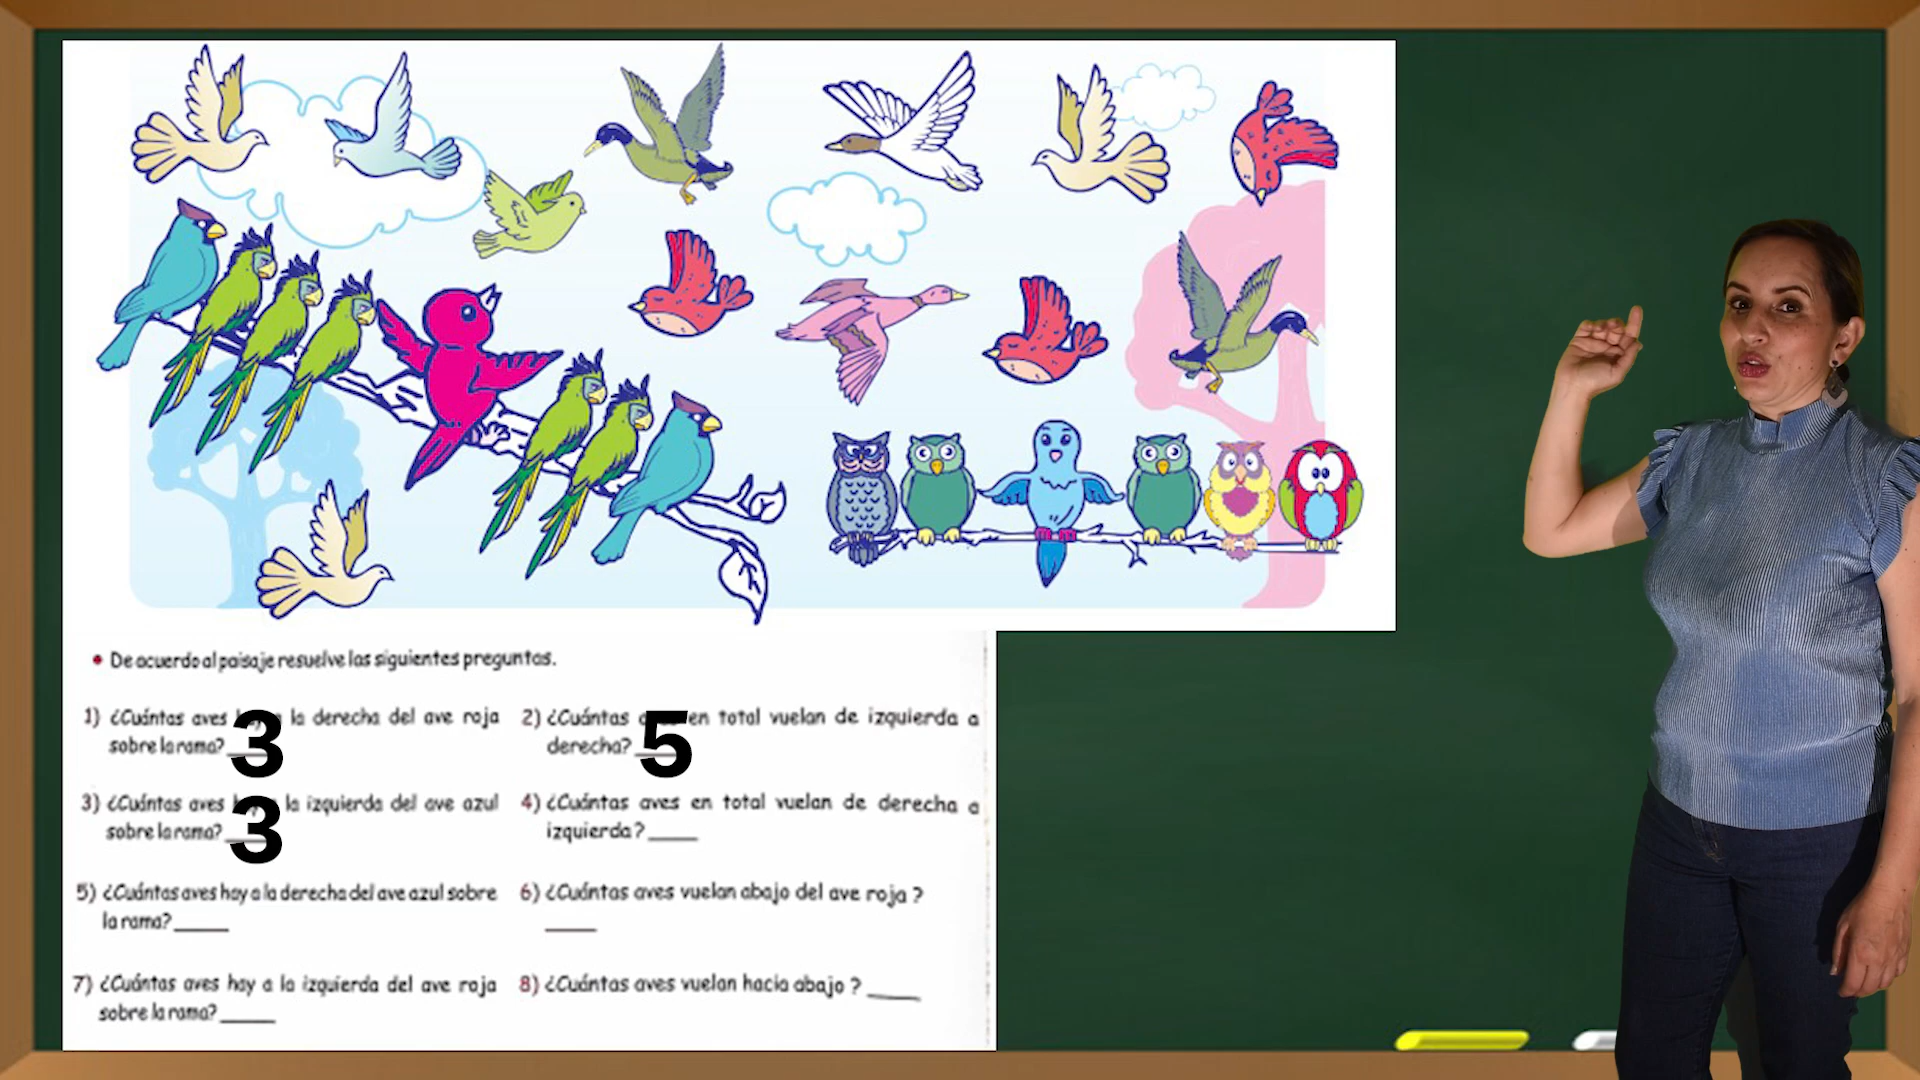 • De acuerdo al paisaje resuelve las siguientes preguntas.
1) ¿Cuántas aves la derecha del ave roja
sobre la rama? 3
2) ¿Cuántas en total vuelan de izquierda a
derecha? 5
3) ¿Cuántas aves la izquierda del ave azul
sobre la rama? 3
4) ¿Cuántas aves en total vuelan de derecha a
izquierda? ____
5) ¿Cuántas aves hay a la derecha del ave azul sobre
la rama? ____
6) ¿Cuántas aves vuelan abajo del ave roja ?
____
7) ¿Cuántas aves hay a la izquierda del ave roja
sobre la rama? ____
8) ¿Cuántas aves vuelan hacia abajo ? ____